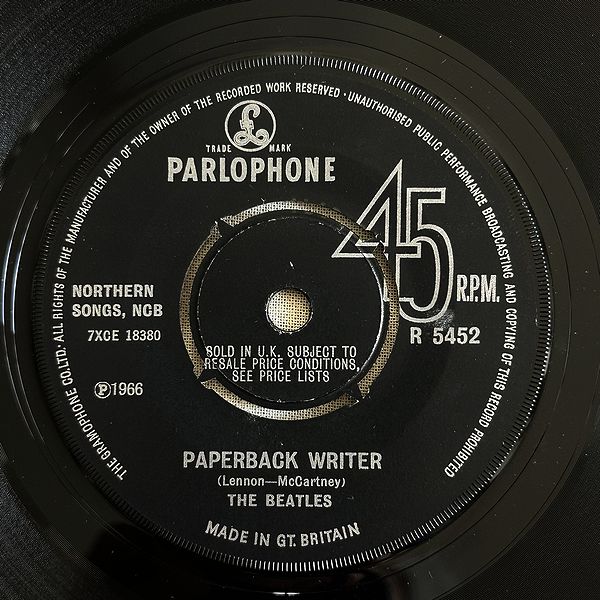 THE GRAMOPHONE CO. LTD. ALL RIGHTS OF THE MANUFACTURER AND OF THE OWNER OF THE RECORDED WORK RESERVED · UNAUTHORISED PUBLIC PERFORMANCE BROADCASTING AND COPYING OF THIS RECORD PROHIBITED
£
TRADE MARK
PARLOPHONE
45
R.P.M.
NORTHERN
SONGS, NCB
7XCE 18380
R 5452
SOLD IN U.K. SUBJECT TO
RESALE PRICE CONDITIONS,
SEE PRICE LISTS
Ⓟ1966
PAPERBACK WRITER
(Lennon—McCartney)
THE BEATLES
MADE IN GT. BRITAIN